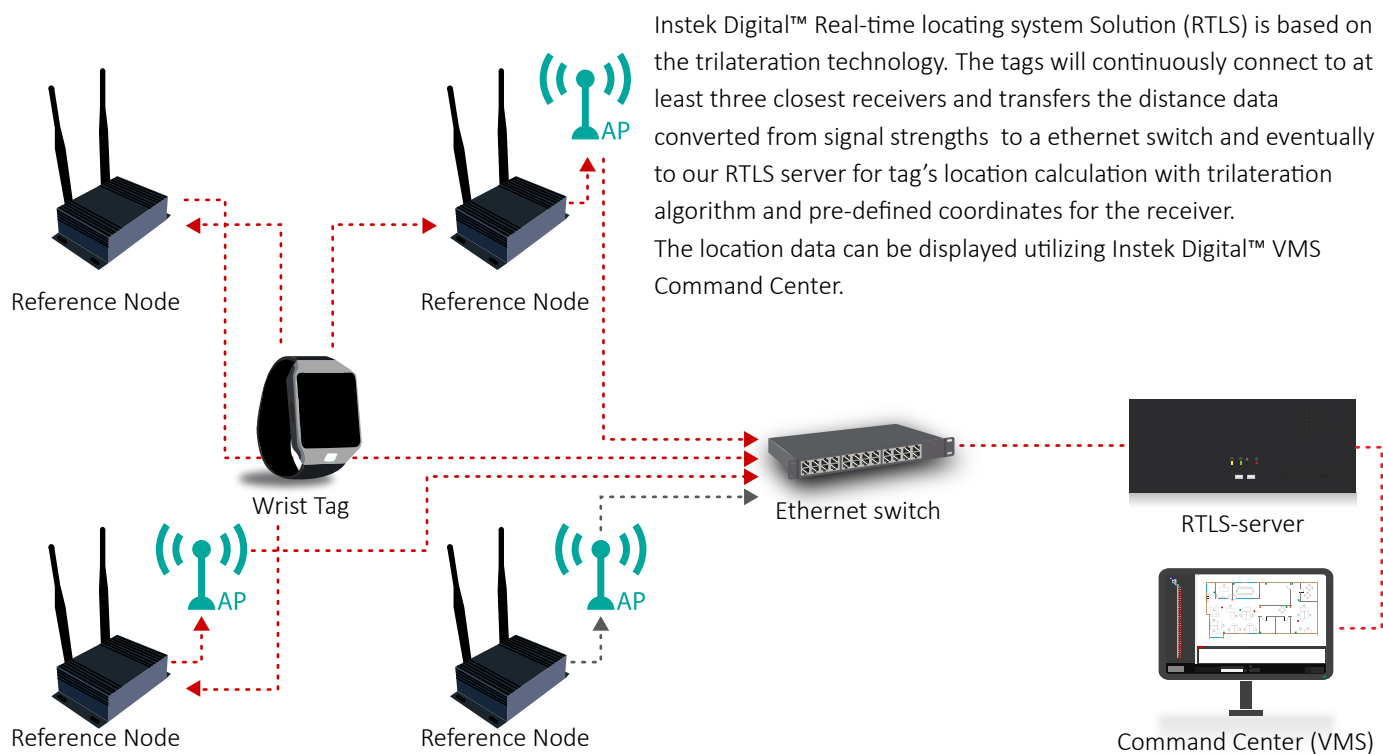 Instek Digital™ Real-time locating system Solution (RTLS) is based on
the trilateration technology. The tags will continuously connect to at
least three closest receivers and transfers the distance data
converted from signal strengths  to a ethernet switch and eventually
to our RTLS server for tag’s location calculation with trilateration
algorithm and pre-defined coordinates for the receiver.
The location data can be displayed utilizing Instek Digital™ VMS
Command Center.
AP
Reference Node
Reference Node
Wrist Tag
Ethernet switch
RTLS-server
AP
AP
Reference Node
Reference Node
Command Center (VMS)